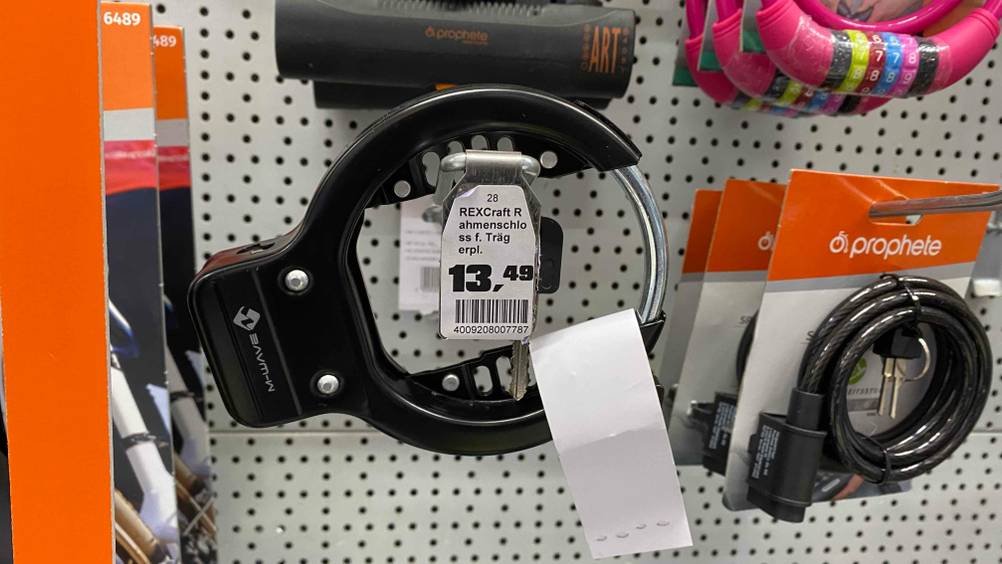 6489
489
prophete
ART
28
REXCraft R
ahmenschlo
ss f. Träg
erpl.
13,49
4009208007787
M-WAVE
prophete